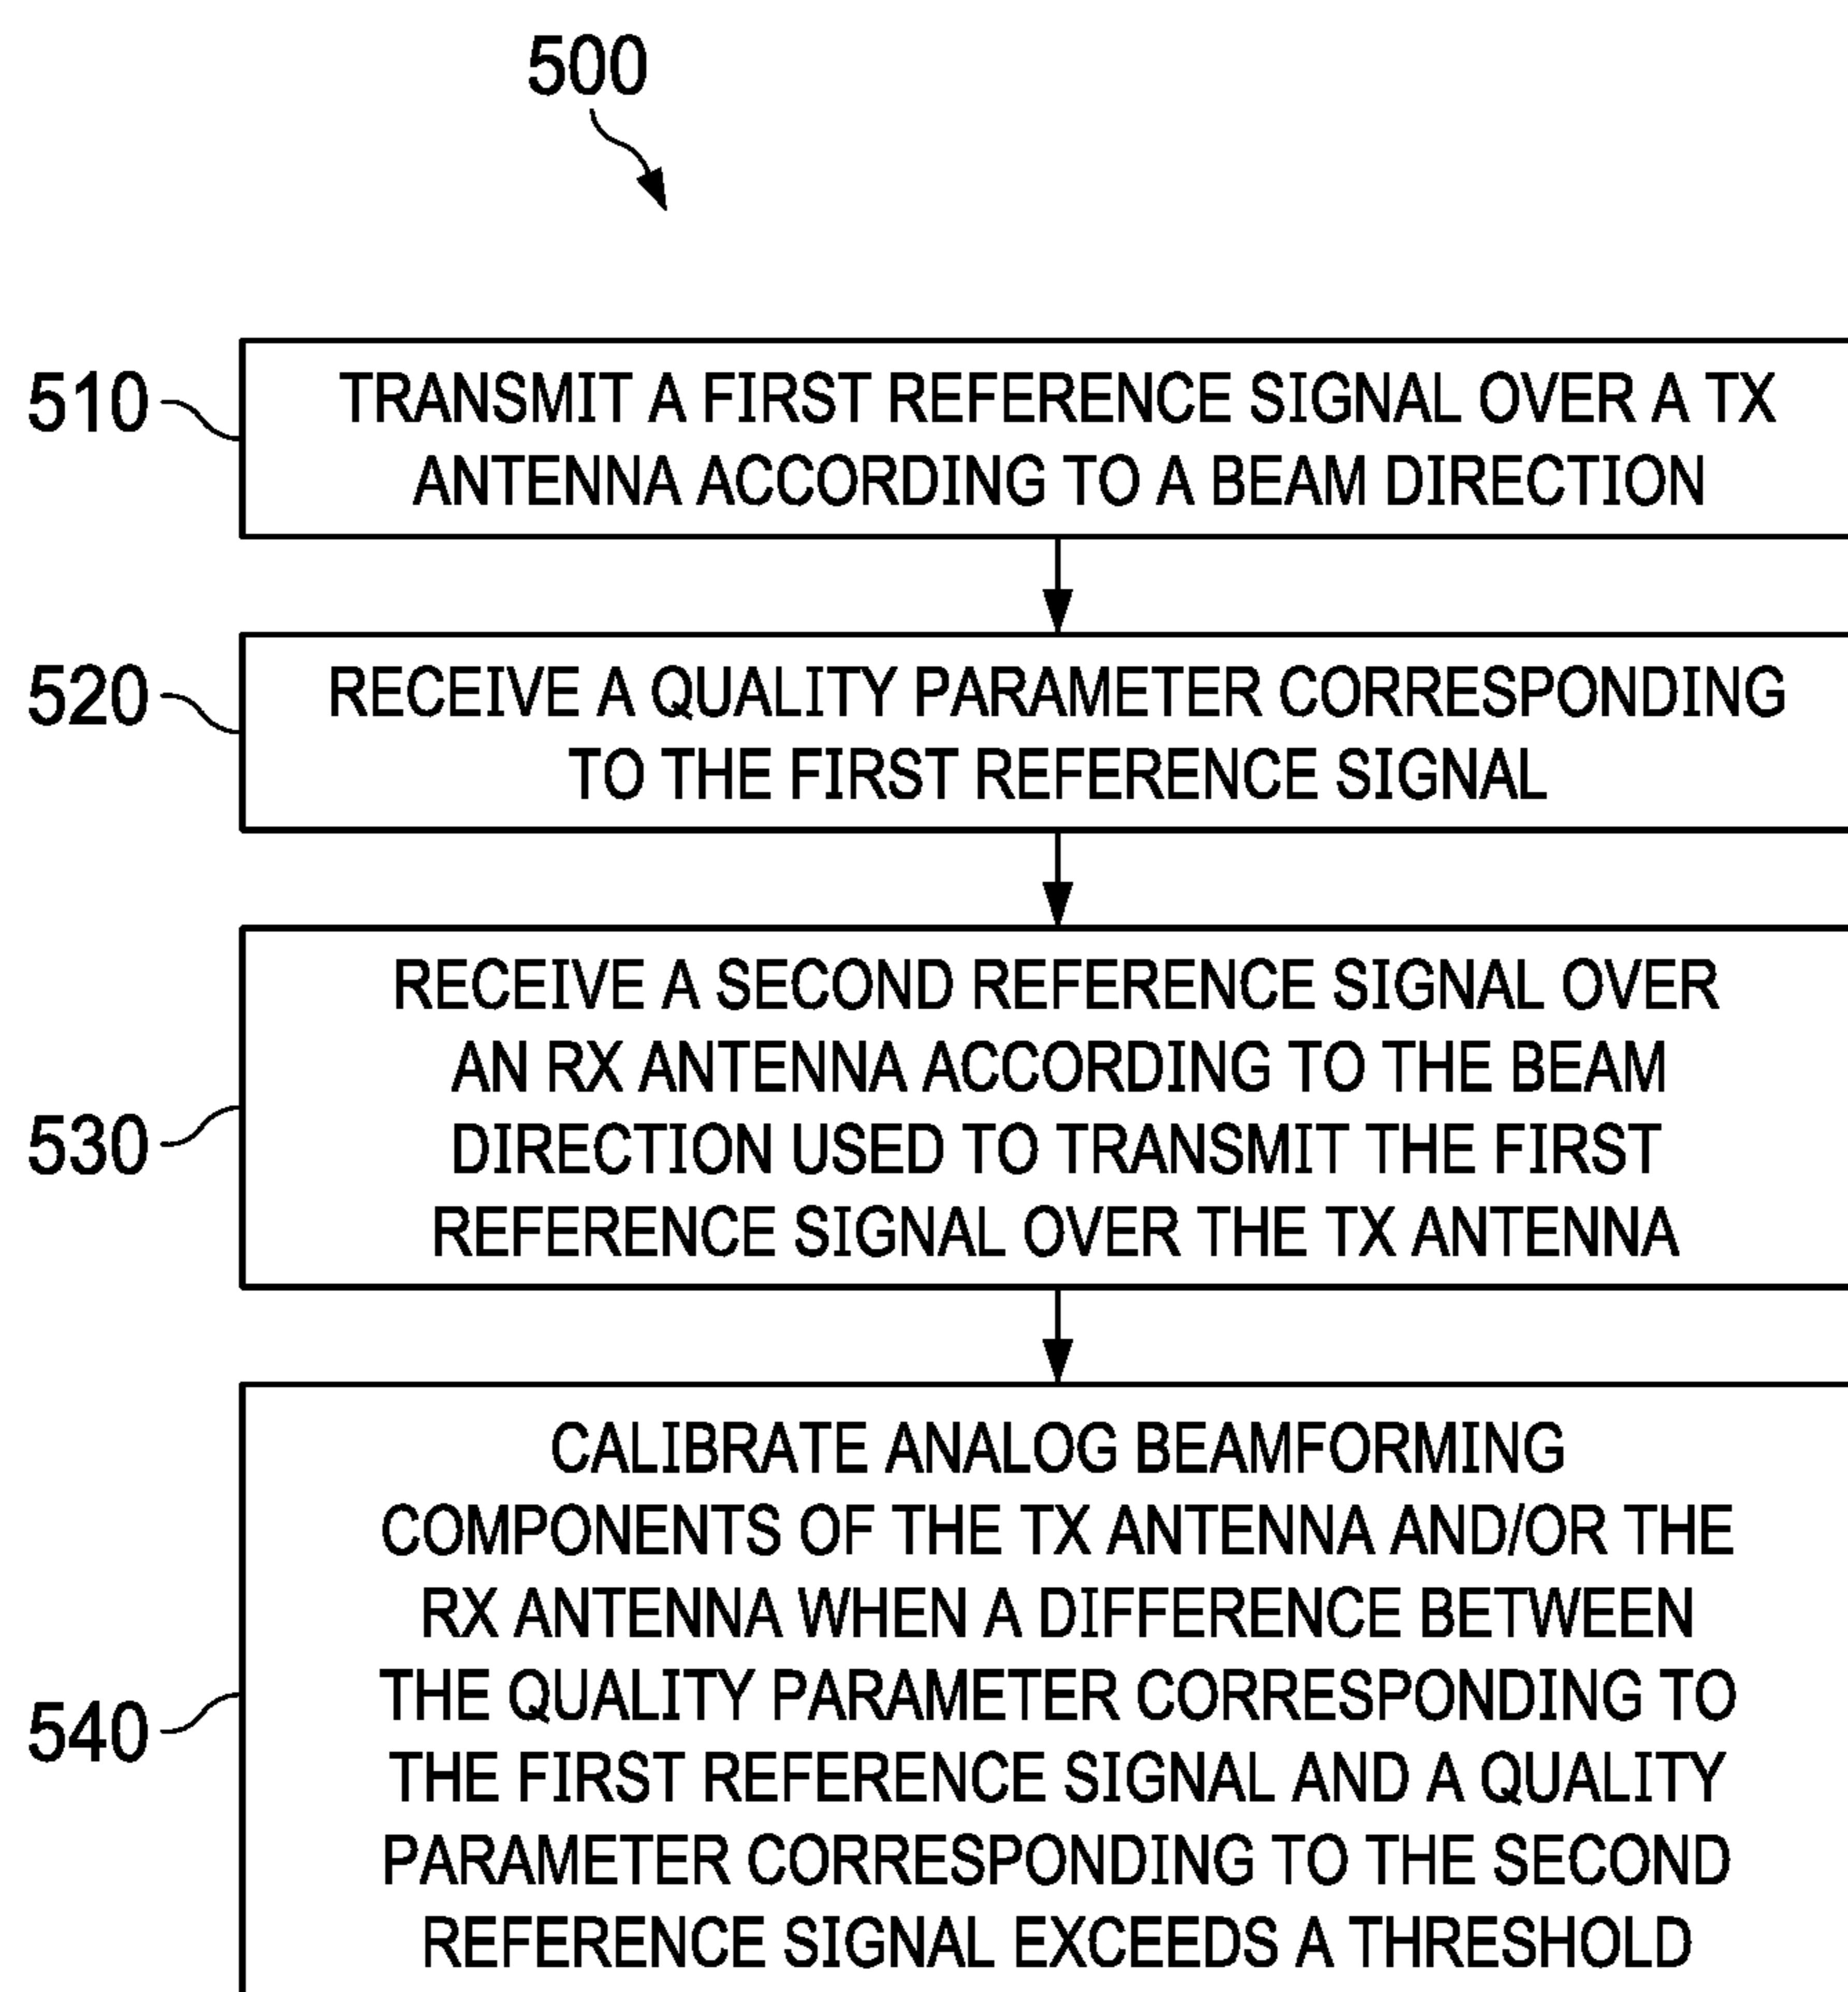 500
510
TRANSMIT A FIRST REFERENCE SIGNAL OVER A TX
ANTENNA ACCORDING TO A BEAM DIRECTION
520
RECEIVE A QUALITY PARAMETER CORRESPONDING
TO THE FIRST REFERENCE SIGNAL
530
RECEIVE A SECOND REFERENCE SIGNAL OVER
AN RX ANTENNA ACCORDING TO THE BEAM
DIRECTION USED TO TRANSMIT THE FIRST
REFERENCE SIGNAL OVER THE TX ANTENNA
540
CALIBRATE ANALOG BEAMFORMING
COMPONENTS OF THE TX ANTENNA AND/OR THE
RX ANTENNA WHEN A DIFFERENCE BETWEEN
THE QUALITY PARAMETER CORRESPONDING TO
THE FIRST REFERENCE SIGNAL AND A QUALITY
PARAMETER CORRESPONDING TO THE SECOND
REFERENCE SIGNAL EXCEEDS A THRESHOLD